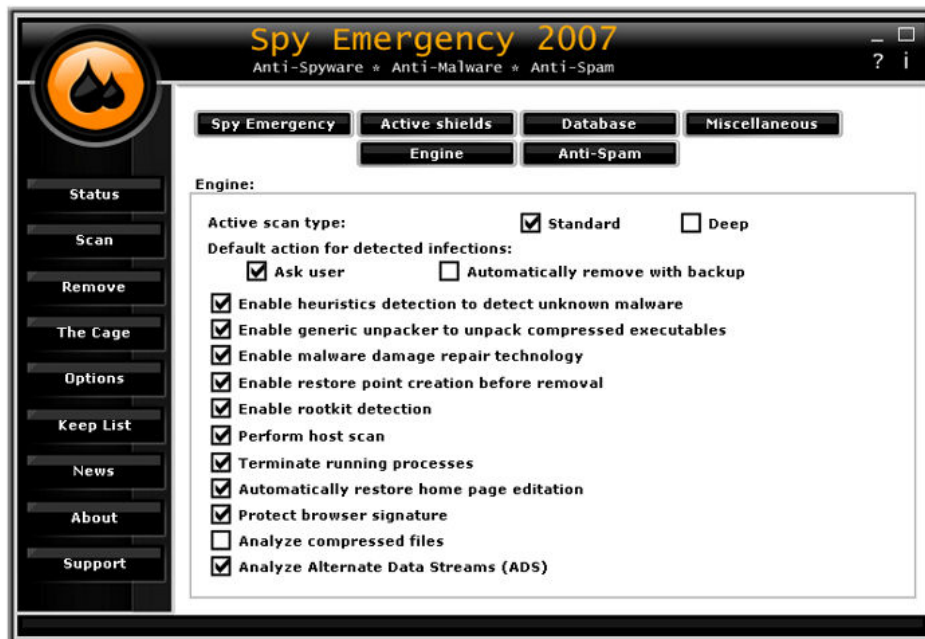 Spy Emergency 2007
Anti-Spyware * Anti-Malware * Anti-Spam
? i
Spy Emergency Active shields Database Miscellaneous
Engine Anti-Spam
Status
Scan
Remove
The Cage
Options
Keep List
News
About
Support
Engine:
Active scan type: Standard Deep
Default action for detected infections:
Ask user Automatically remove with backup
Enable heuristics detection to detect unknown malware
Enable generic unpacker to unpack compressed executables
Enable malware damage repair technology
Enable restore point creation before removal
Enable rootkit detection
Perform host scan
Terminate running processes
Automatically restore home page editation
Protect browser signature
Analyze compressed files
Analyze Alternate Data Streams (ADS)